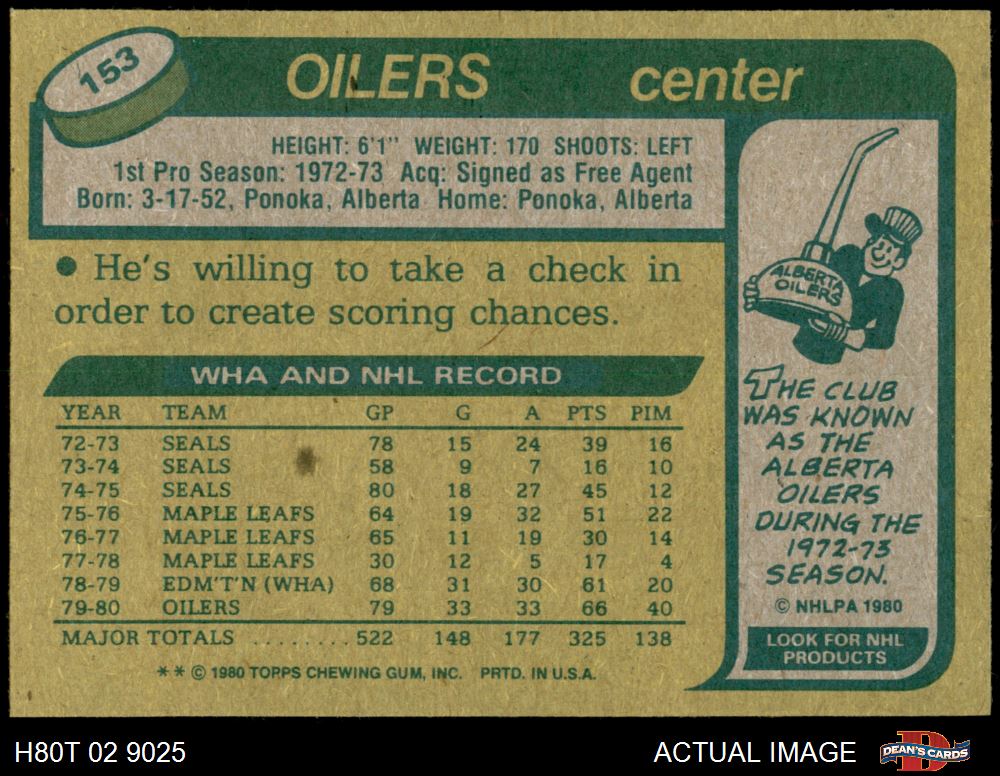 153
OILERS center
HEIGHT: 6'1" WEIGHT: 170 SHOOTS: LEFT
1st Pro Season: 1972-73 Acq: Signed as Free Agent
Born: 3-17-52, Ponoka, Alberta Home: Ponoka, Alberta
● He's willing to take a check in
order to create scoring chances.
WHA AND NHL RECORD
YEAR TEAM GP G A PTS PIM
72-73 SEALS 78 15 24 39 16
73-74 SEALS 58 9 7 16 10
74-75 SEALS 80 18 27 45 12
75-76 MAPLE LEAFS 64 19 32 51 22
76-77 MAPLE LEAFS 65 11 19 30 14
77-78 MAPLE LEAFS 30 12 5 17 4
78-79 EDM'T'N (WHA) 68 31 30 61 20
79-80 OILERS 79 33 33 66 40
MAJOR TOTALS ........ 522 148 177 325 138
** © 1980 TOPPS CHEWING GUM, INC. PRTD. IN U.S.A.
ALBERTA
OILERS
THE CLUB
WAS KNOWN
AS THE
ALBERTA
OILERS
DURING THE
1972-73
SEASON.
© NHLPA 1980
LOOK FOR NHL
PRODUCTS
H80T 02 9025 ACTUAL IMAGE
D
DEAN'S CARDS